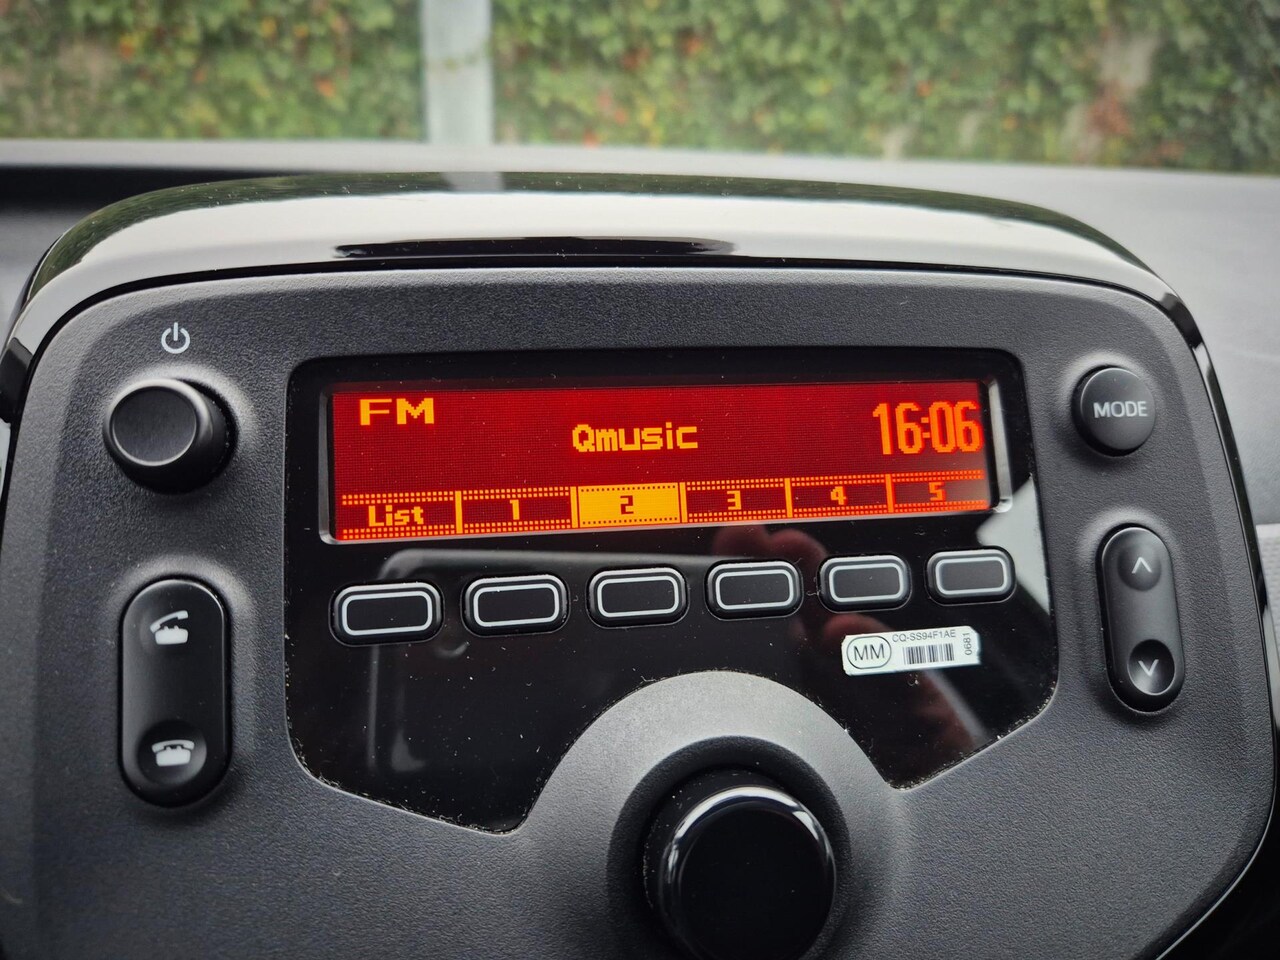 FM
Qmusic
16:06
List 1 2 3 4 5
MODE
MM
CQ-SS94F1AE
0681